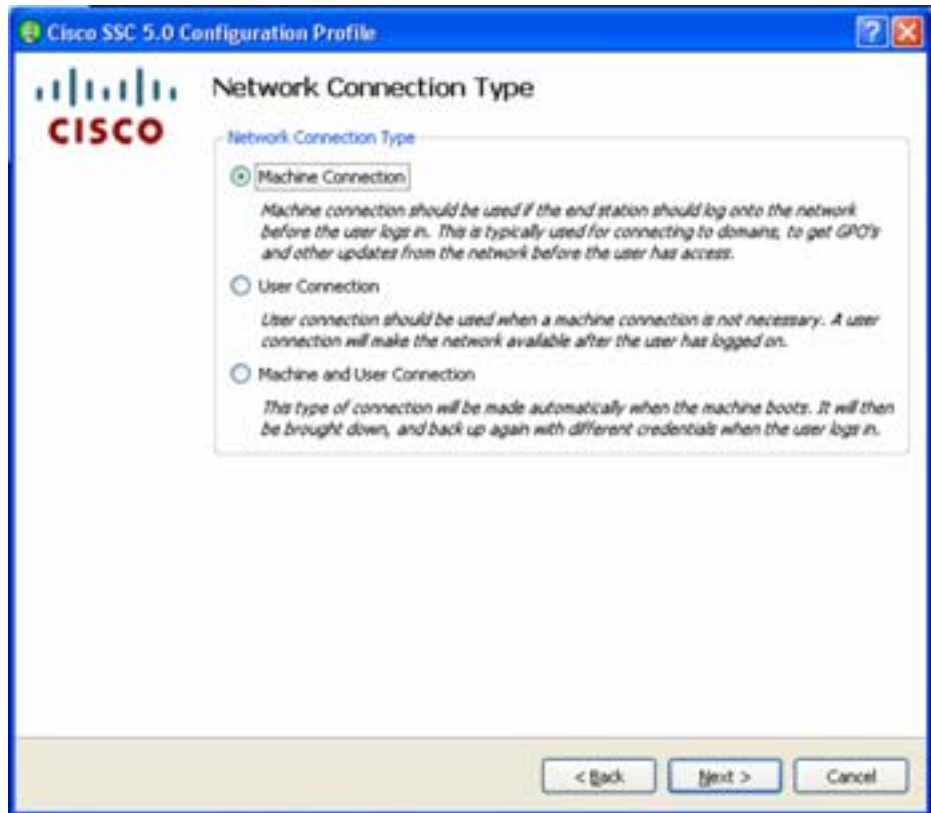 Cisco SSC 5.0 Configuration Profile
CISCO
Network Connection Type
Network Connection Type
Machine Connection
Machine connection should be used if the end station should log onto the network
before the user logs in. This is typically used for connecting to domains, to get GPO's
and other updates from the network before the user has access.
User Connection
User connection should be used when a machine connection is not necessary. A user
connection will make the network available after the user has logged on.
Machine and User Connection
This type of connection will be made automatically when the machine boots. It will then
be brought down, and back up again with different credentials when the user logs in.
< Back
Next >
Cancel